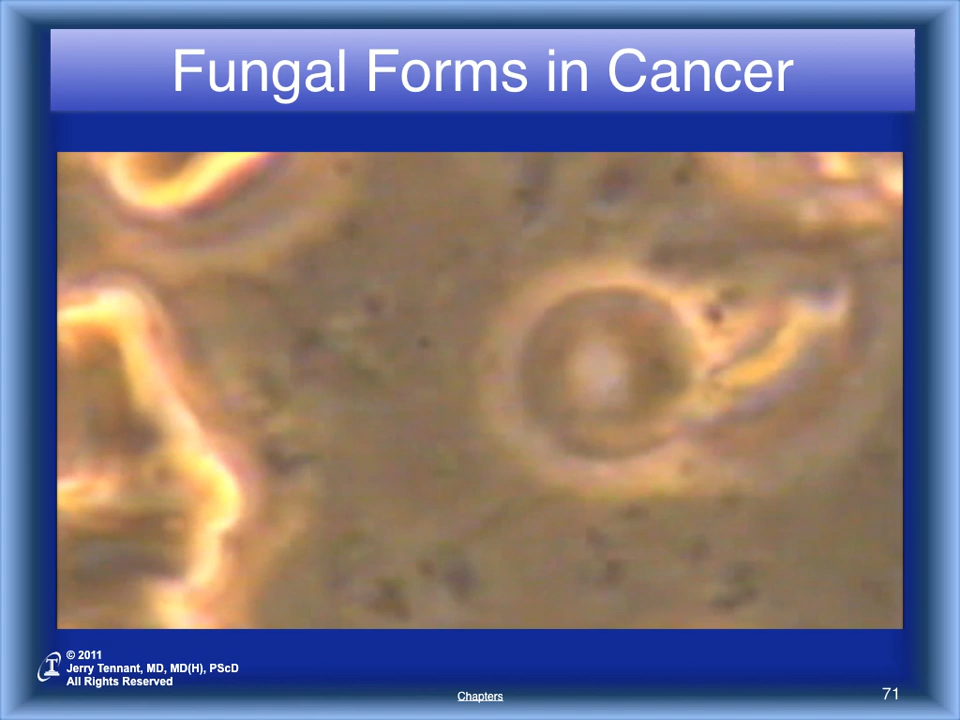 Fungal Forms in Cancer
© 2011
Jerry Tennant, MD, MD(H), PScD
All Rights Reserved
Chapters
71